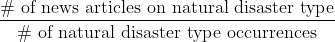 # of news articles on natural disaster type
# of natural disaster type occurrences